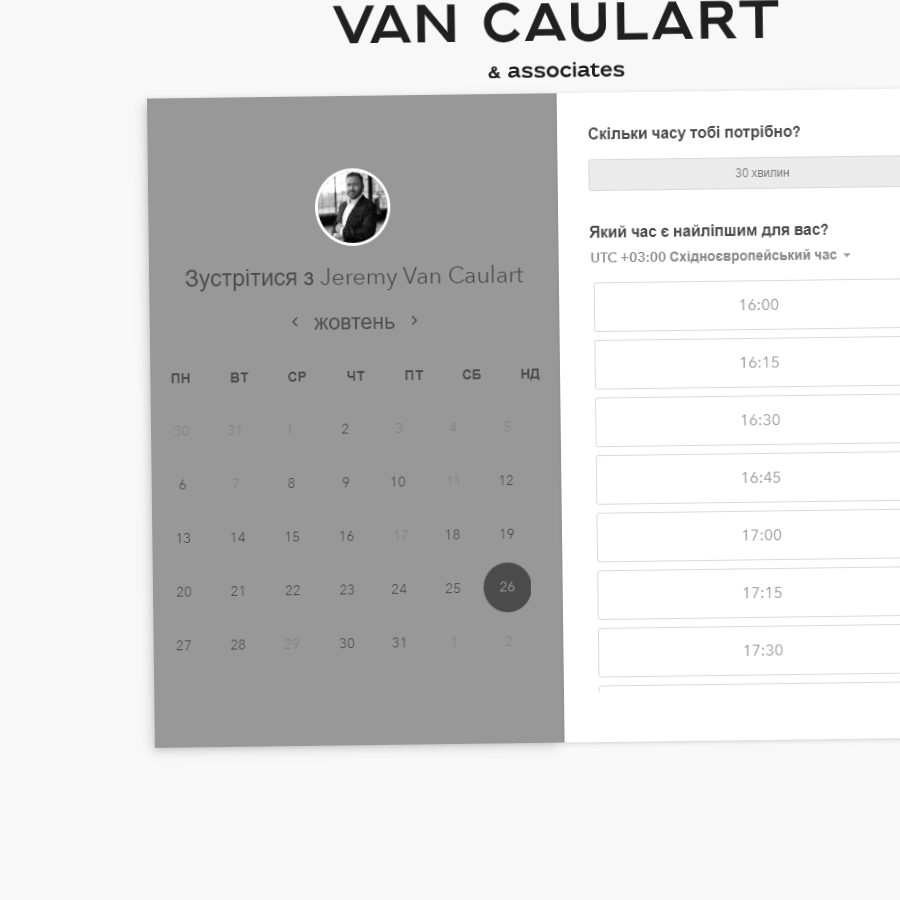 VAN CAULART
& associates
Зустрітися з Jeremy Van Caulart
жовтень
ПН ВТ СР ЧТ ПТ СБ НД
30 31 1 2 3 4 5
6 7 8 9 10 11 12
13 14 15 16 17 18 19
20 21 22 23 24 25 26
27 28 29 30 31 1 2
Скільки часу тобі потрібно?
30 хвилин
Який час є найліпшим для вас?
UTC +03:00 Східноєвропейський час
16:00
16:15
16:30
16:45
17:00
17:15
17:30